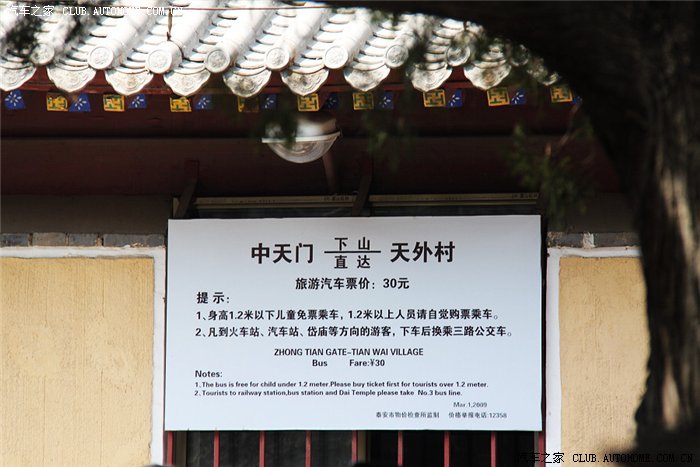 汽车之家 CLUB.AUTOHOME.COM.CN
中天门 下山 直达 天外村
旅游汽车票价：30元
提示：
1、身高1.2米以下儿童免票乘车，1.2米以上人员请自觉购票乘车。
2、凡到火车站、汽车站、岱庙等方向的游客，下车后换乘三路公交车。
ZHONG TIAN GATE-TIAN WAI VILLAGE
Bus Fare:¥30
Notes:
1.The bus is free for child under 1.2 meter.Please buy ticket first for tourists over 1.2 meter.
2.Tourists to railway station,bus station and Dai Temple please take No.3 bus line.
Mar.1,2009
泰安市物价检查所监制 价格举报电话:12358
汽车之家 CLUB.AUTOHOME.COM.CN